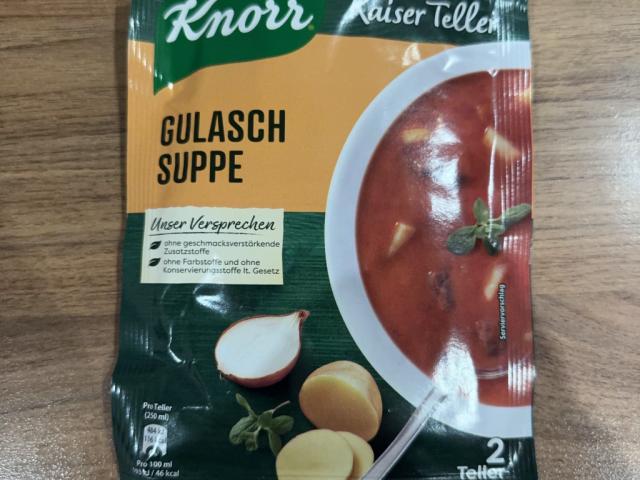 Knorr
Kaiser Teller
GULASCH
SUPPE
Unser Versprechen
ohne geschmacksverstärkende
Zusatzstoffe
ohne Farbstoffe und ohne
Konservierungsstoffe lt. Gesetz
Serviervorschlag
Pro Teller
(250 ml)
Pro 100 ml
/ 46 kcal
2
Teller